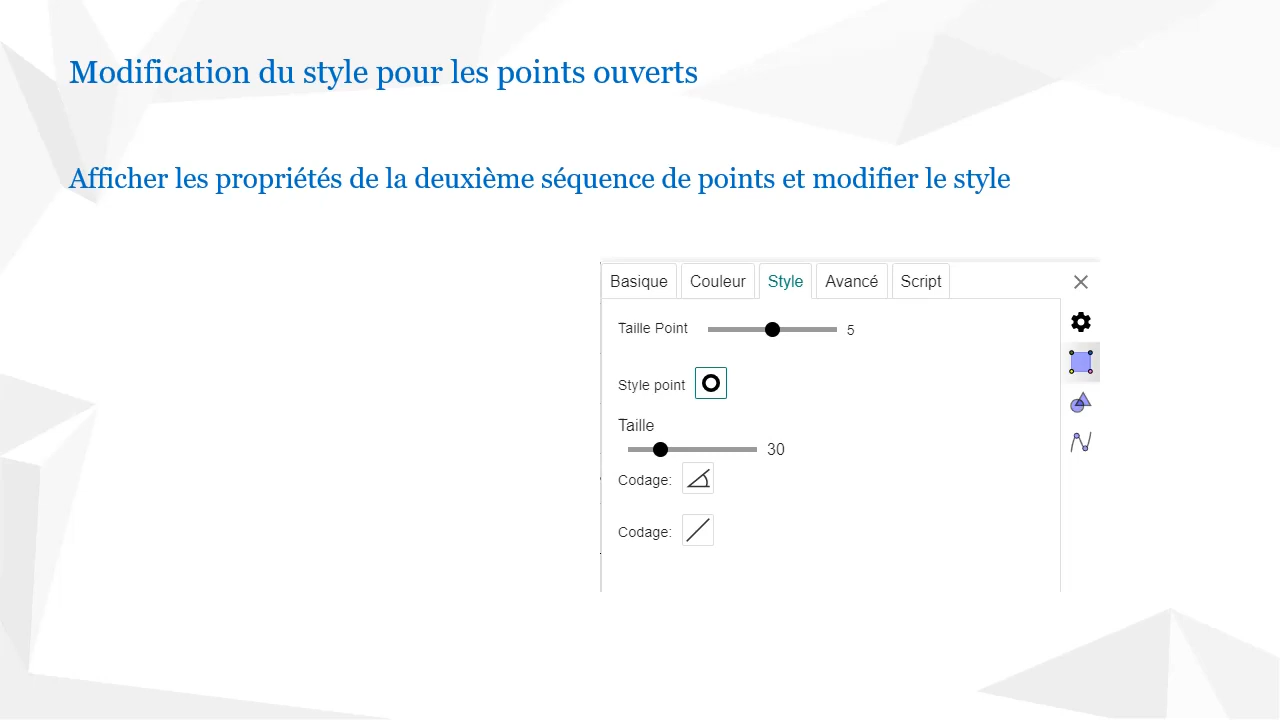 Modification du style pour les points ouverts
Afficher les propriétés de la deuxième séquence de points et modifier le style
Basique Couleur Style Avancé Script
Taille Point 5
Style point
Taille
30
Codage:
Codage: